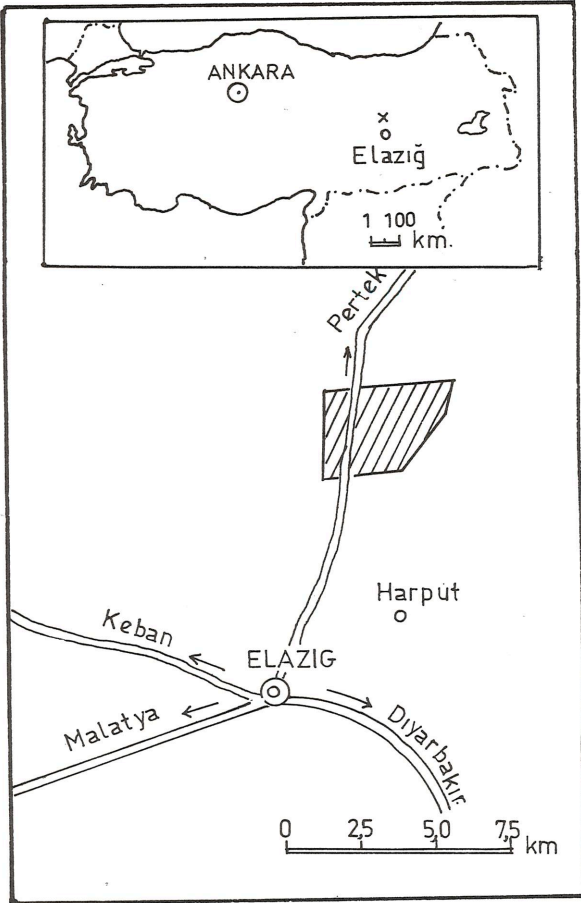 ANKARA
x
Elazığ
1 100
km.
Pertek
Harput
Keban
ELAZIG
Malatya
Dıyarbakır
0 2,5 5,0 7,5
km